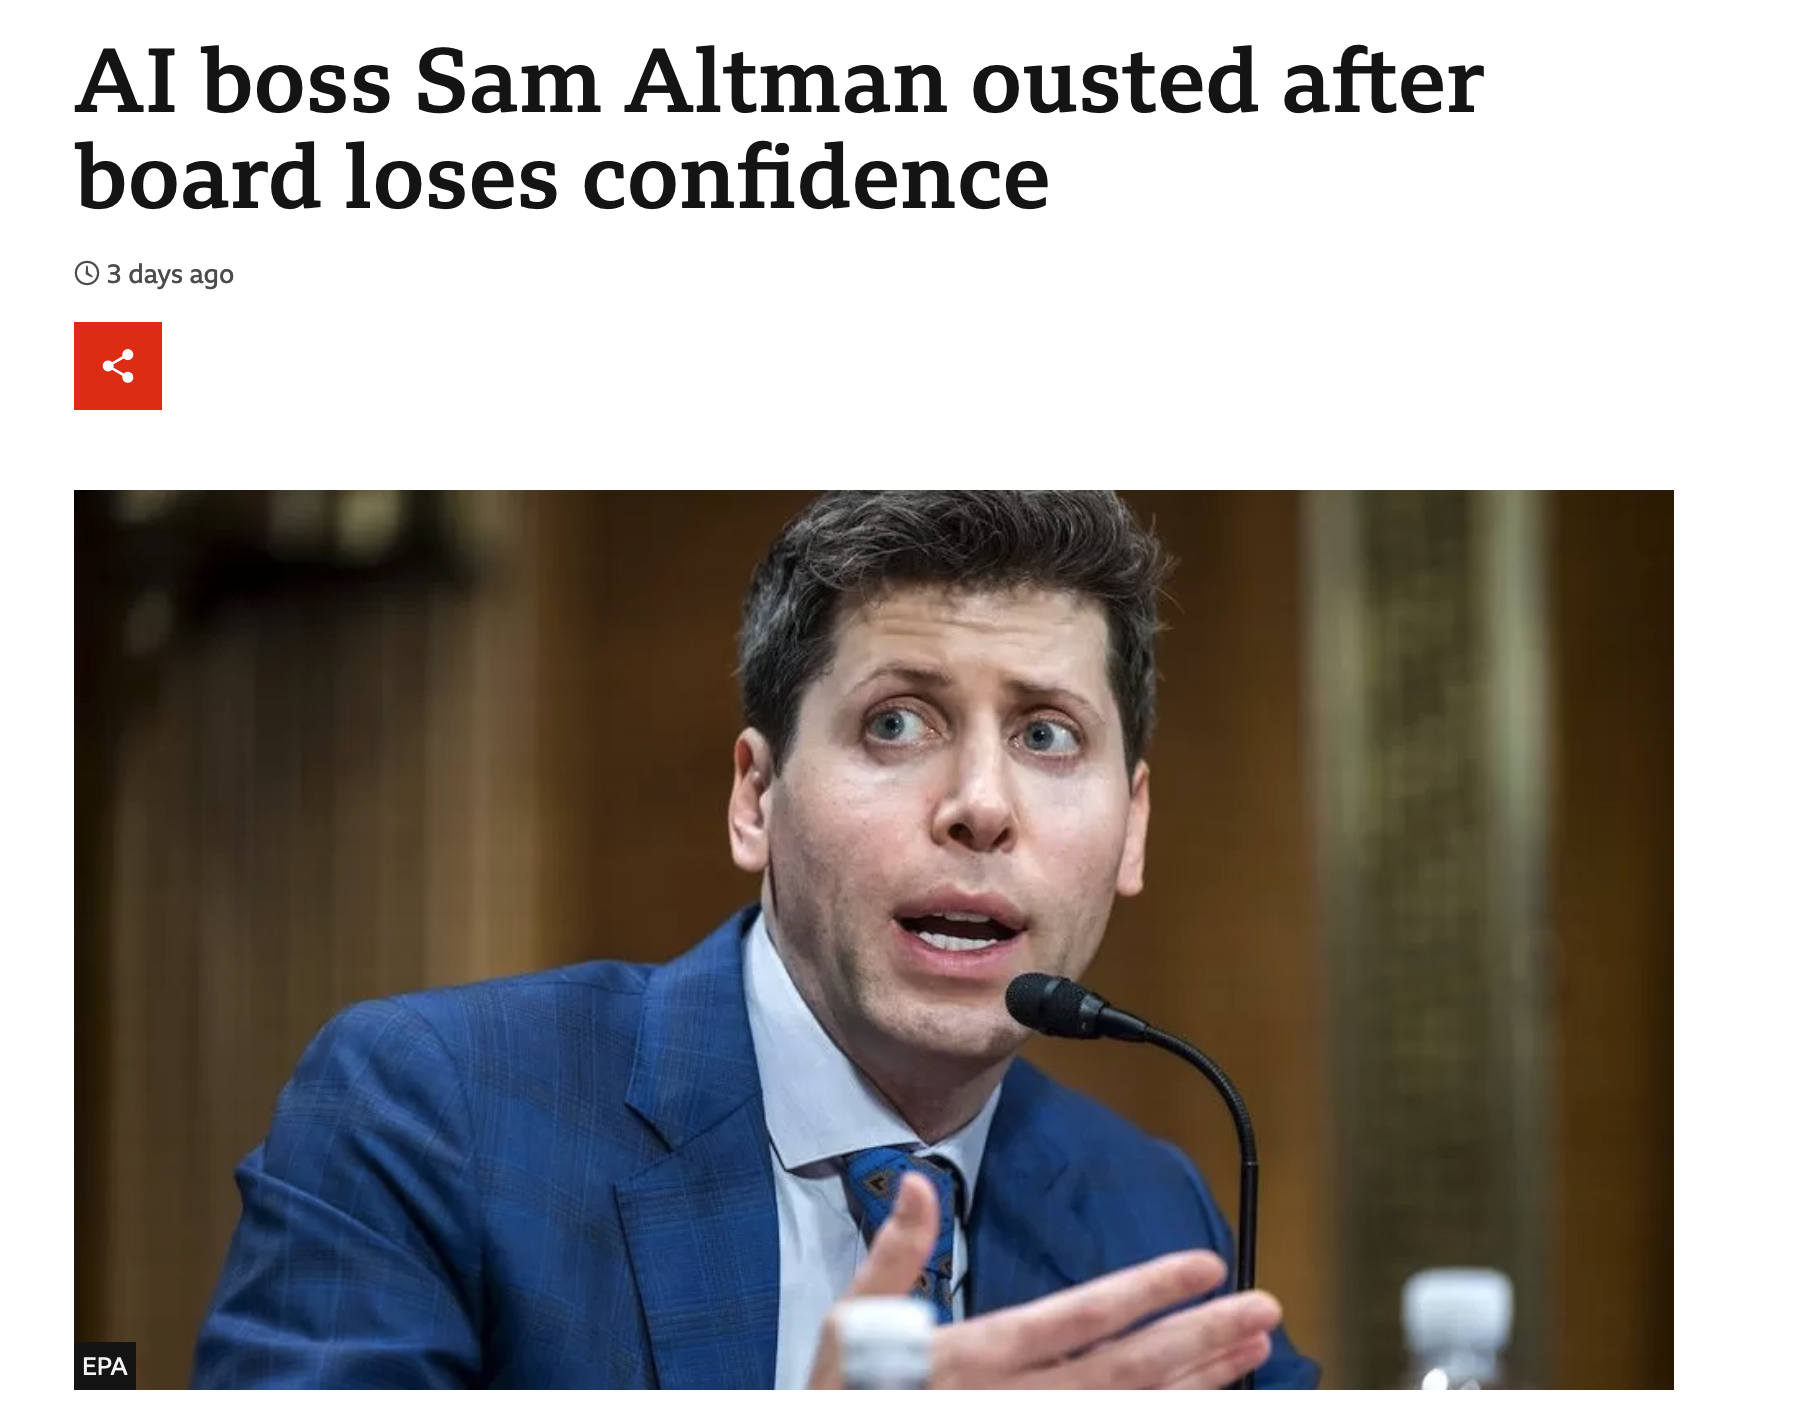 AI boss Sam Altman ousted after
board loses confidence
3 days ago
EPA